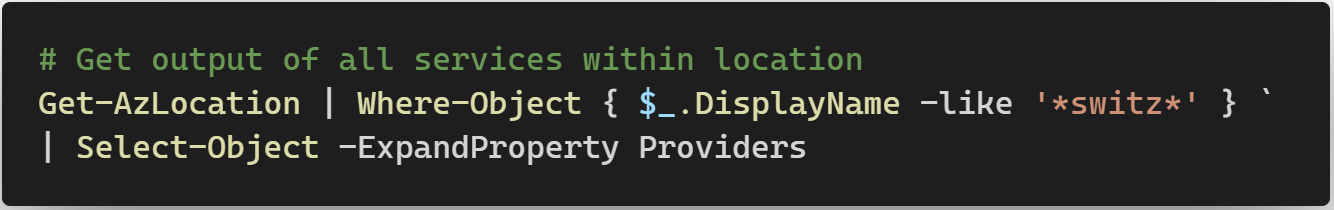 # Get output of all services within location
Get-AzLocation | Where-Object { $_.DisplayName -like '*switz*' } `
| Select-Object -ExpandProperty Providers